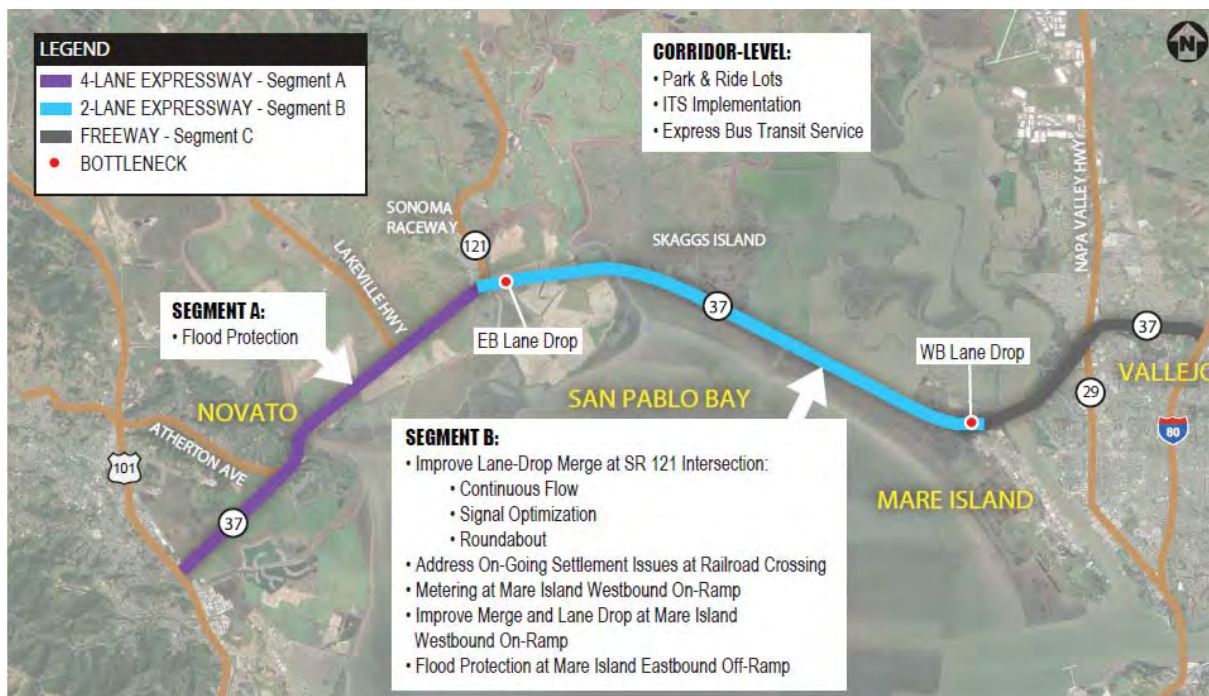 LEGEND
4-LANE EXPRESSWAY - Segment A
2-LANE EXPRESSWAY - Segment B
FREEWAY - Segment C
BOTTLENECK
CORRIDOR-LEVEL:
• Park & Ride Lots
• ITS Implementation
• Express Bus Transit Service
N
SONOMA
RACEWAY
121
SKAGGS ISLAND
NAPA VALLEY HWY
LAKEVILLE HWY
SEGMENT A:
• Flood Protection
EB Lane Drop
37
WB Lane Drop
37
VALLEJO
29
80
NOVATO
SAN PABLO BAY
ATHERTON AVE
101
37
MARE ISLAND
SEGMENT B:
• Improve Lane-Drop Merge at SR 121 Intersection:
• Continuous Flow
• Signal Optimization
• Roundabout
• Address On-Going Settlement Issues at Railroad Crossing
• Metering at Mare Island Westbound On-Ramp
• Improve Merge and Lane Drop at Mare Island
Westbound On-Ramp
• Flood Protection at Mare Island Eastbound Off-Ramp